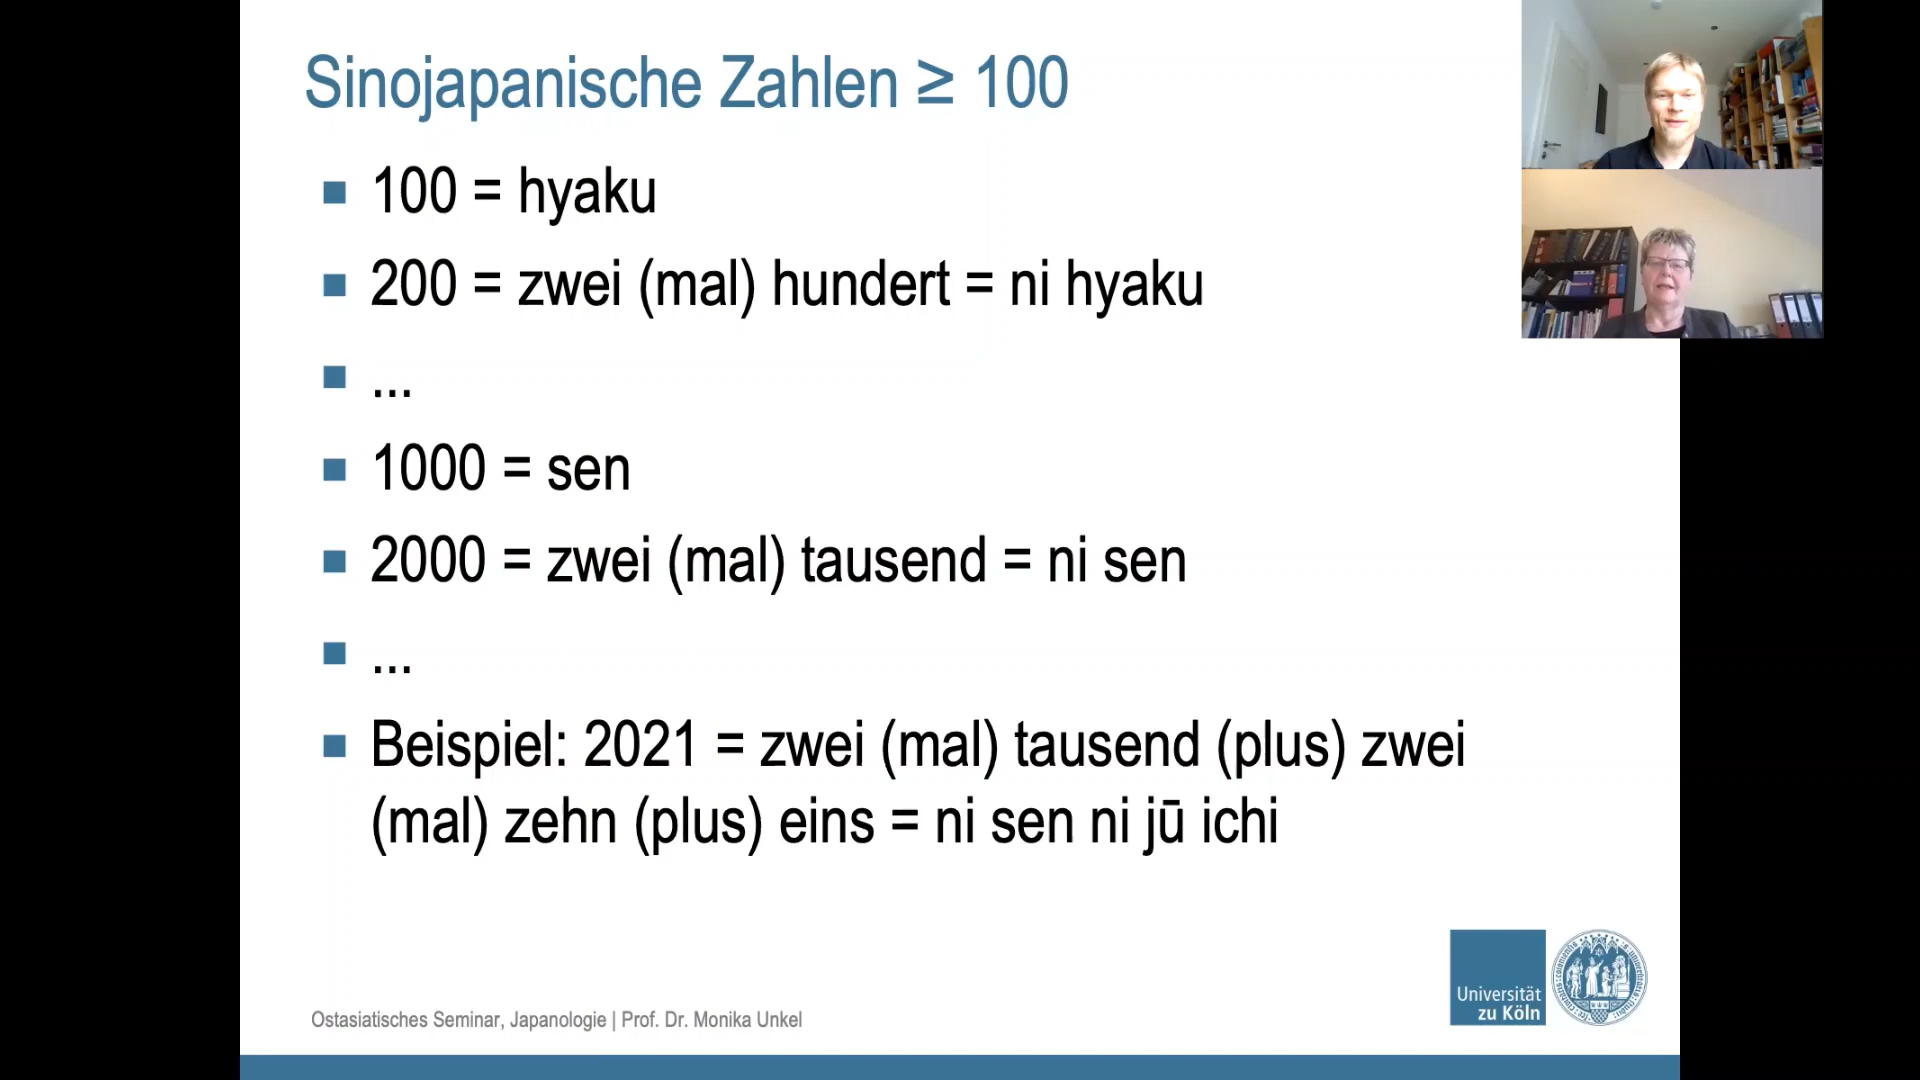 Sinojapanische Zahlen ≥ 100
100 = hyaku
200 = zwei (mal) hundert = ni hyaku
...
1000 = sen
2000 = zwei (mal) tausend = ni sen
...
Beispiel: 2021 = zwei (mal) tausend (plus) zwei
(mal) zehn (plus) eins = ni sen ni jū ichi
Universität
zu Köln
Ostasiatisches Seminar, Japanologie | Prof. Dr. Monika Unkel